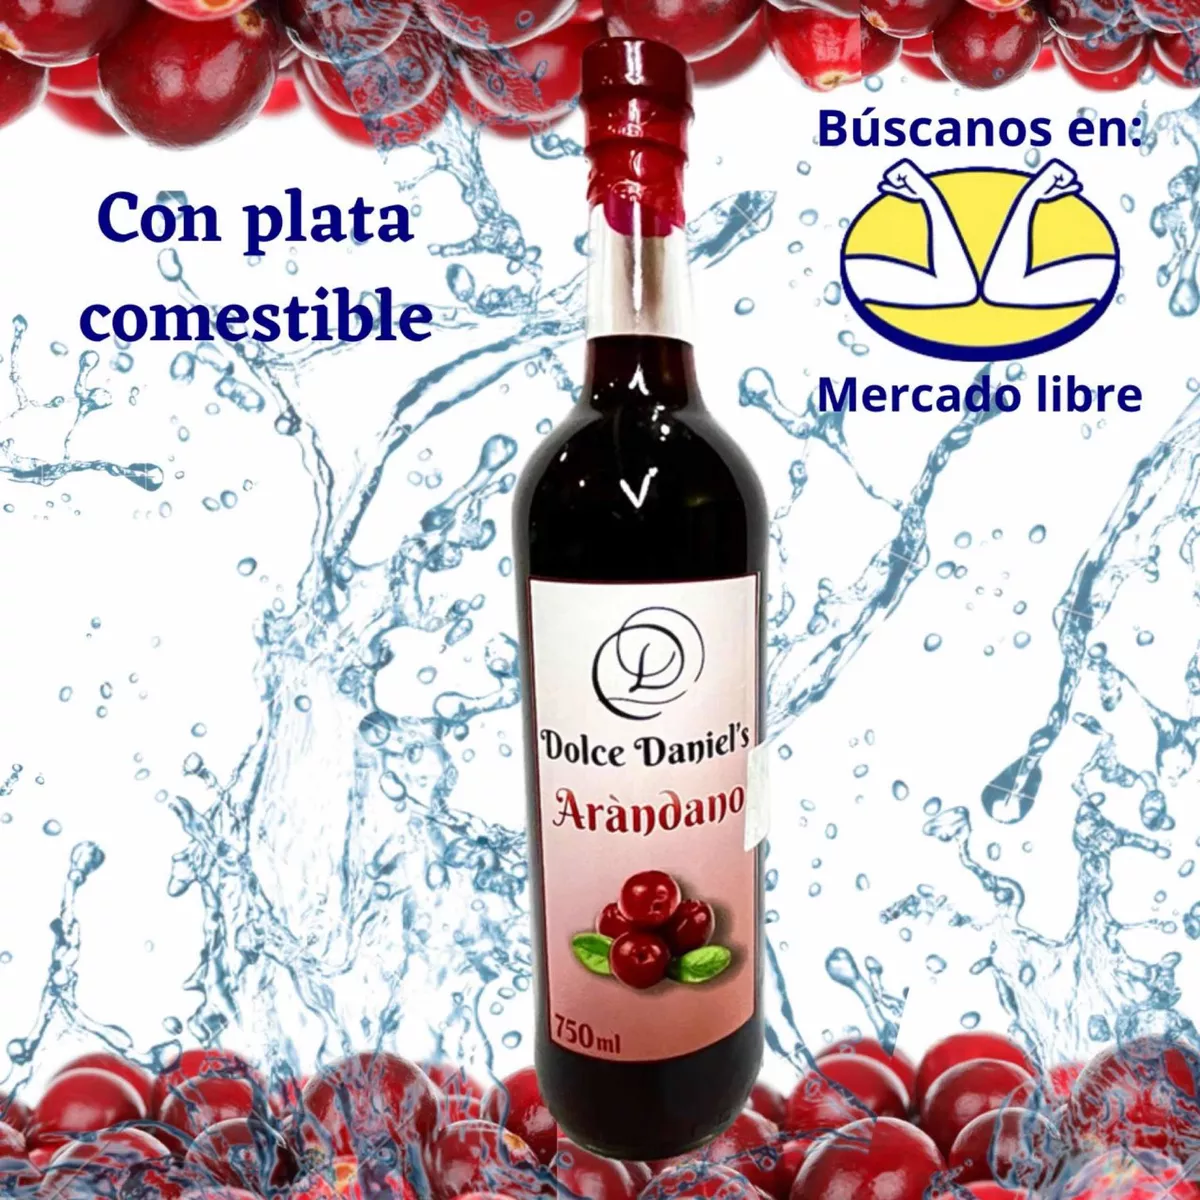 Con plata
comestible
Búscanos en:
Mercado libre
D
Dolce Daniel's
Aràndano
750ml